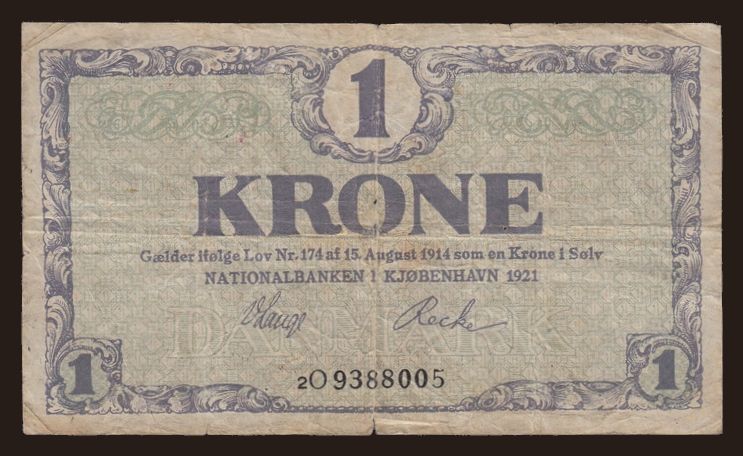 1
KRONE
Gælder ifølge Lov Nr. 174 af 15. August 1914 som en Krone i Sølv
NATIONALBANKEN I KJØBENHAVN 1921
V Lange Recke
DANMARK
1 1
2O 9388005